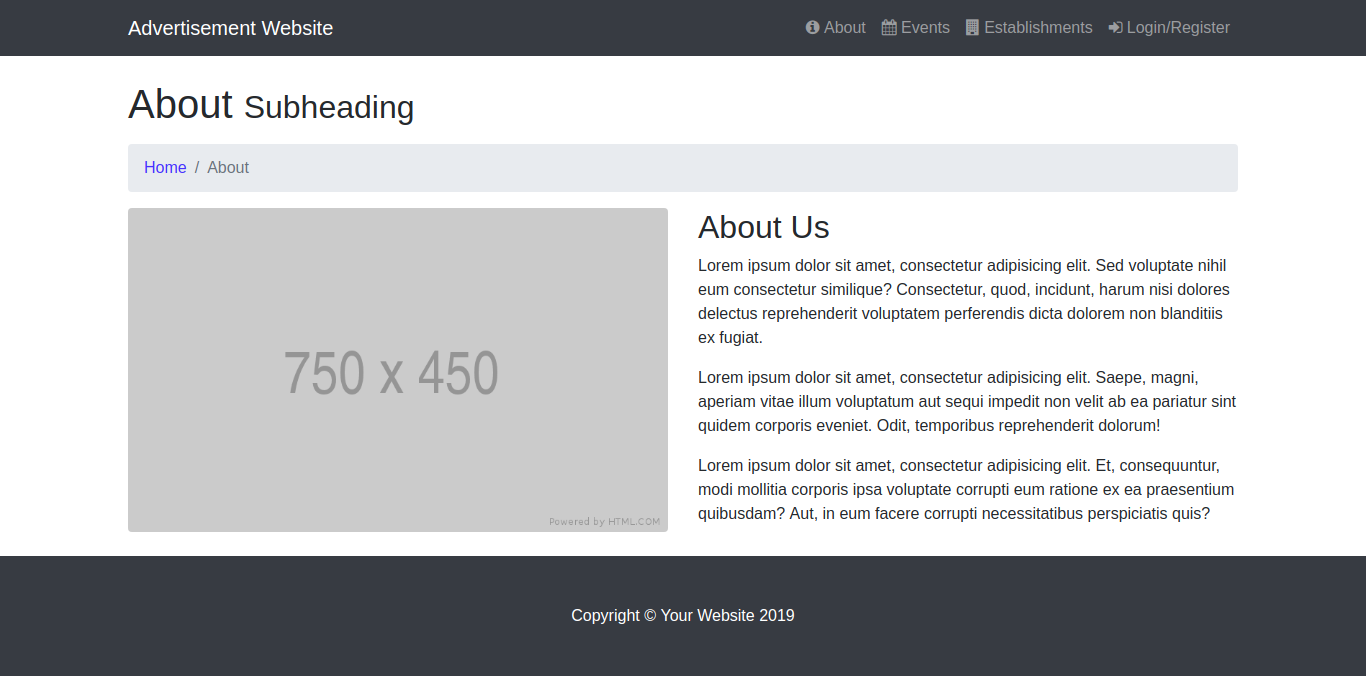 Advertisement Website
About Events Establishments Login/Register
About Subheading
Home / About
750 x 450
Powered by HTML.COM
About Us
Lorem ipsum dolor sit amet, consectetur adipisicing elit. Sed voluptate nihil
eum consectetur similique? Consectetur, quod, incidunt, harum nisi dolores
delectus reprehenderit voluptatem perferendis dicta dolorem non blanditiis
ex fugiat.
Lorem ipsum dolor sit amet, consectetur adipisicing elit. Saepe, magni,
aperiam vitae illum voluptatum aut sequi impedit non velit ab ea pariatur sint
quidem corporis eveniet. Odit, temporibus reprehenderit dolorum!
Lorem ipsum dolor sit amet, consectetur adipisicing elit. Et, consequuntur,
modi mollitia corporis ipsa voluptate corrupti eum ratione ex ea praesentium
quibusdam? Aut, in eum facere corrupti necessitatibus perspiciatis quis?
Copyright © Your Website 2019